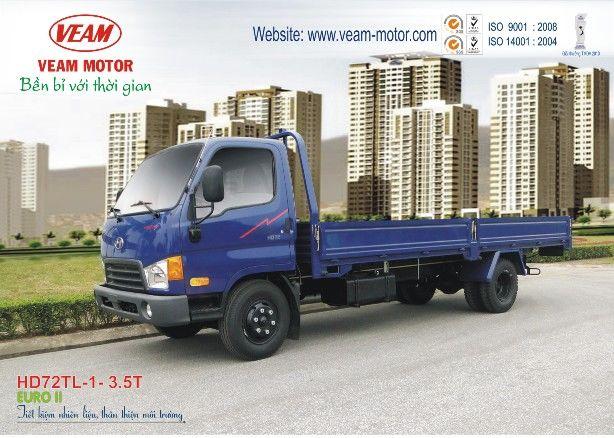 VEAM
VEAM MOTOR
Bền bỉ với thời gian
Website: www.veam-motor.com
ISO 9001 : 2008
ISO 14001 : 2004
HD72
HD72TL-1- 3.5T
EURO II
Tiết kiệm nhiên liệu, thân thiện môi trường